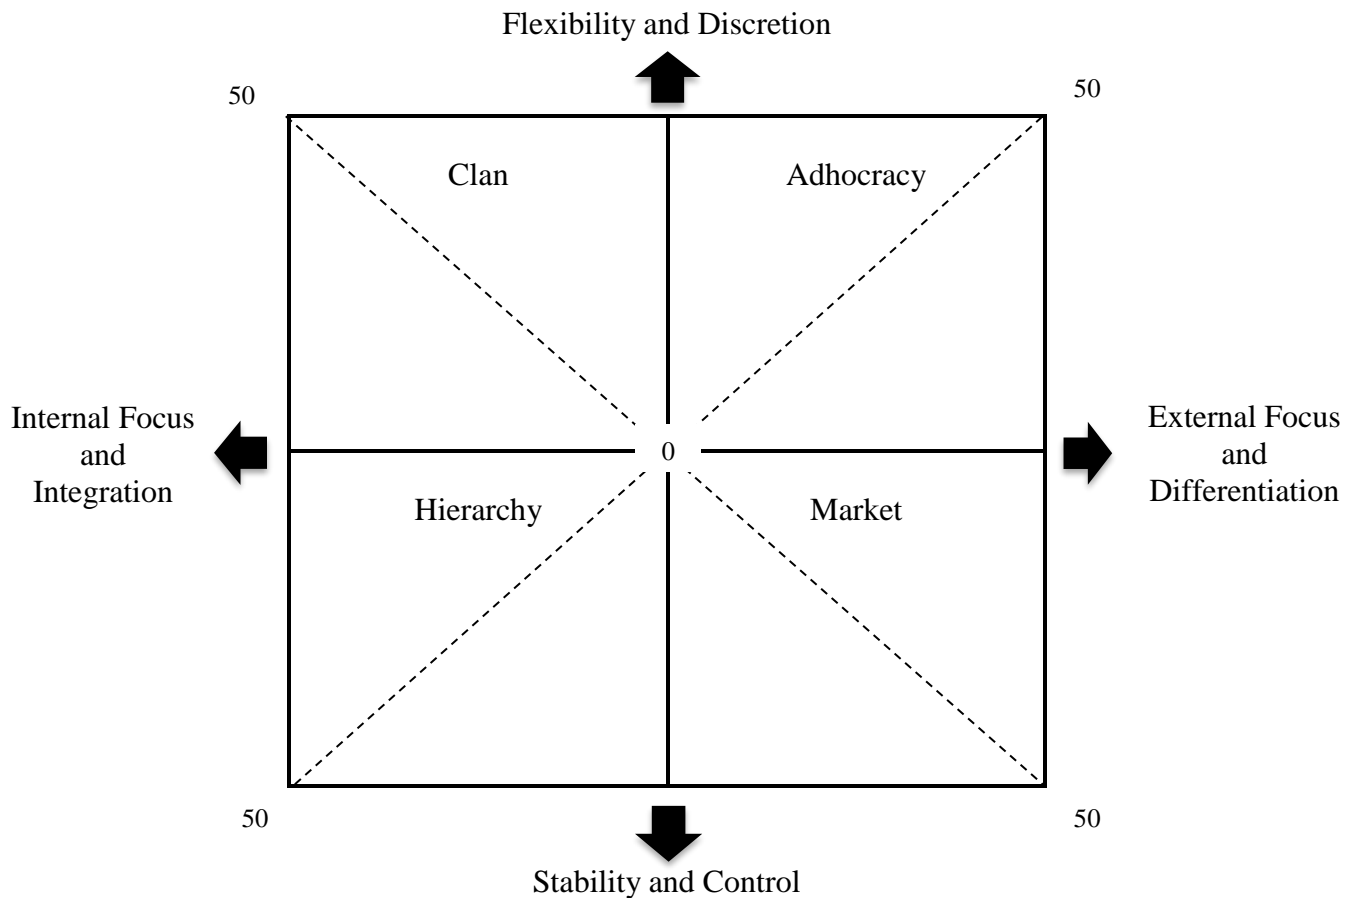 Flexibility and Discretion
50
50
Clan
Adhocracy
Internal Focus
and
Integration
0
External Focus
and
Differentiation
Hierarchy
Market
50
50
Stability and Control